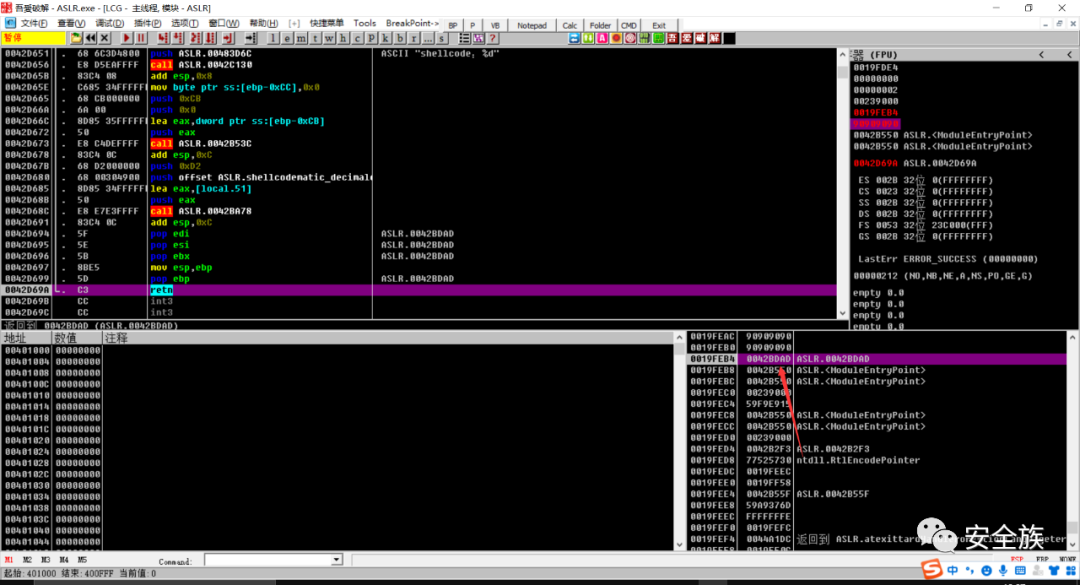 吾爱破解 - ASLR.exe - [LCG - 主线程, 模块 - ASLR]
文件(F) 查看(V) 调试(D) 插件(P) 选项(T) 窗口(W) 帮助(H) [+] 快捷菜单 Tools BreakPoint-> BP P VB Notepad Calc Folder CMD Exit
暂停 l e m t w h c P k b r ... s
0042D651 . 68 6C3D4800 push ASLR.00483D6C ASCII "shellcode: %d"
0042D656 . E8 D5EAFFFF call ASLR.0042C130
0042D65B . 83C4 08 add esp,0x8
0042D65E . C685 34FFFFFF mov byte ptr ss:[ebp-0xCC],0x0
0042D665 . 68 CB000000 push 0xCB
0042D66A . 6A 00 push 0x0
0042D66C . 8D85 35FFFFFF lea eax,dword ptr ss:[ebp-0xCB]
0042D672 . 50 push eax
0042D673 . E8 C4DEFFFF call ASLR.0042B53C
0042D678 . 83C4 0C add esp,0xC
0042D67B . 68 D2000000 push 0xD2
0042D680 . 68 00304900 push offset ASLR.shellcodematic_decimal
0042D685 . 8D85 34FFFFFF lea eax,[local.51]
0042D68B . 50 push eax
0042D68C . E8 E7E3FFFF call ASLR.0042BA78
0042D691 . 83C4 0C add esp,0xC
0042D694 . 5F pop edi ASLR.0042BDAD
0042D695 . 5E pop esi ASLR.0042BDAD
0042D696 . 5B pop ebx ASLR.0042BDAD
0042D697 . 8BE5 mov esp,ebp
0042D699 . 5D pop ebp ASLR.0042BDAD
0042D69A . C3 retn
0042D69B CC int3
0042D69C CC int3
返回到 0042BDAD (ASLR.0042BDAD)
(FPU) < <
0019FDE4
00000000
00000002
00239000
0019FEB4
90909090
0042B550 ASLR.<ModuleEntryPoint>
0042B550 ASLR.<ModuleEntryPoint>
0042D69A ASLR.0042D69A
ES 002B 32位 0(FFFFFFFF)
CS 0023 32位 0(FFFFFFFF)
SS 002B 32位 0(FFFFFFFF)
DS 002B 32位 0(FFFFFFFF)
FS 0053 32位 23C000(FFF)
GS 002B 32位 0(FFFFFFFF)
LastErr ERROR_SUCCESS (00000000)
00000212 (NO,NB,NE,A,NS,PO,GE,G)
empty 0.0
empty 0.0
empty 0.0
empty 0.0
地址 数值 注释
00401000 00000000
00401004 00000000
00401008 00000000
0040100C 00000000
00401010 00000000
00401014 00000000
00401018 00000000
0040101C 00000000
00401020 00000000
00401024 00000000
00401028 00000000
0040102C 00000000
00401030 00000000
00401034 00000000
00401038 00000000
0040103C 00000000
00401040 00000000
00401044 00000000
0019FEAC 90909090
0019FEB0 90909090
0019FEB4 0042BDAD ASLR.0042BDAD
0019FEB8 0042B550 ASLR.<ModuleEntryPoint>
0019FEBC 0042B550 ASLR.<ModuleEntryPoint>
0019FEC0 00239000
0019FEC4 59F9E915
0019FEC8 0042B550 ASLR.<ModuleEntryPoint>
0019FECC 0042B550 ASLR.<ModuleEntryPoint>
0019FED0 00239000
0019FED4 0042B2F3 ASLR.0042B2F3
0019FED8 77525730 ntdll.RtlEncodePointer
0019FEDC 0019FEEC
0019FEE0 0019FF58
0019FEE4 0042B55F ASLR.0042B55F
0019FEE8 59A9376D
0019FEEC FFFFFFFE
0019FEF0 0019FEFC
0019FEF4 0044A1DC 返回到
安全族
M1 M2 M3 M4 M5 Command: ESP EBP NONE
起始: 401000 结束: 400FFF 当前值: 0
中